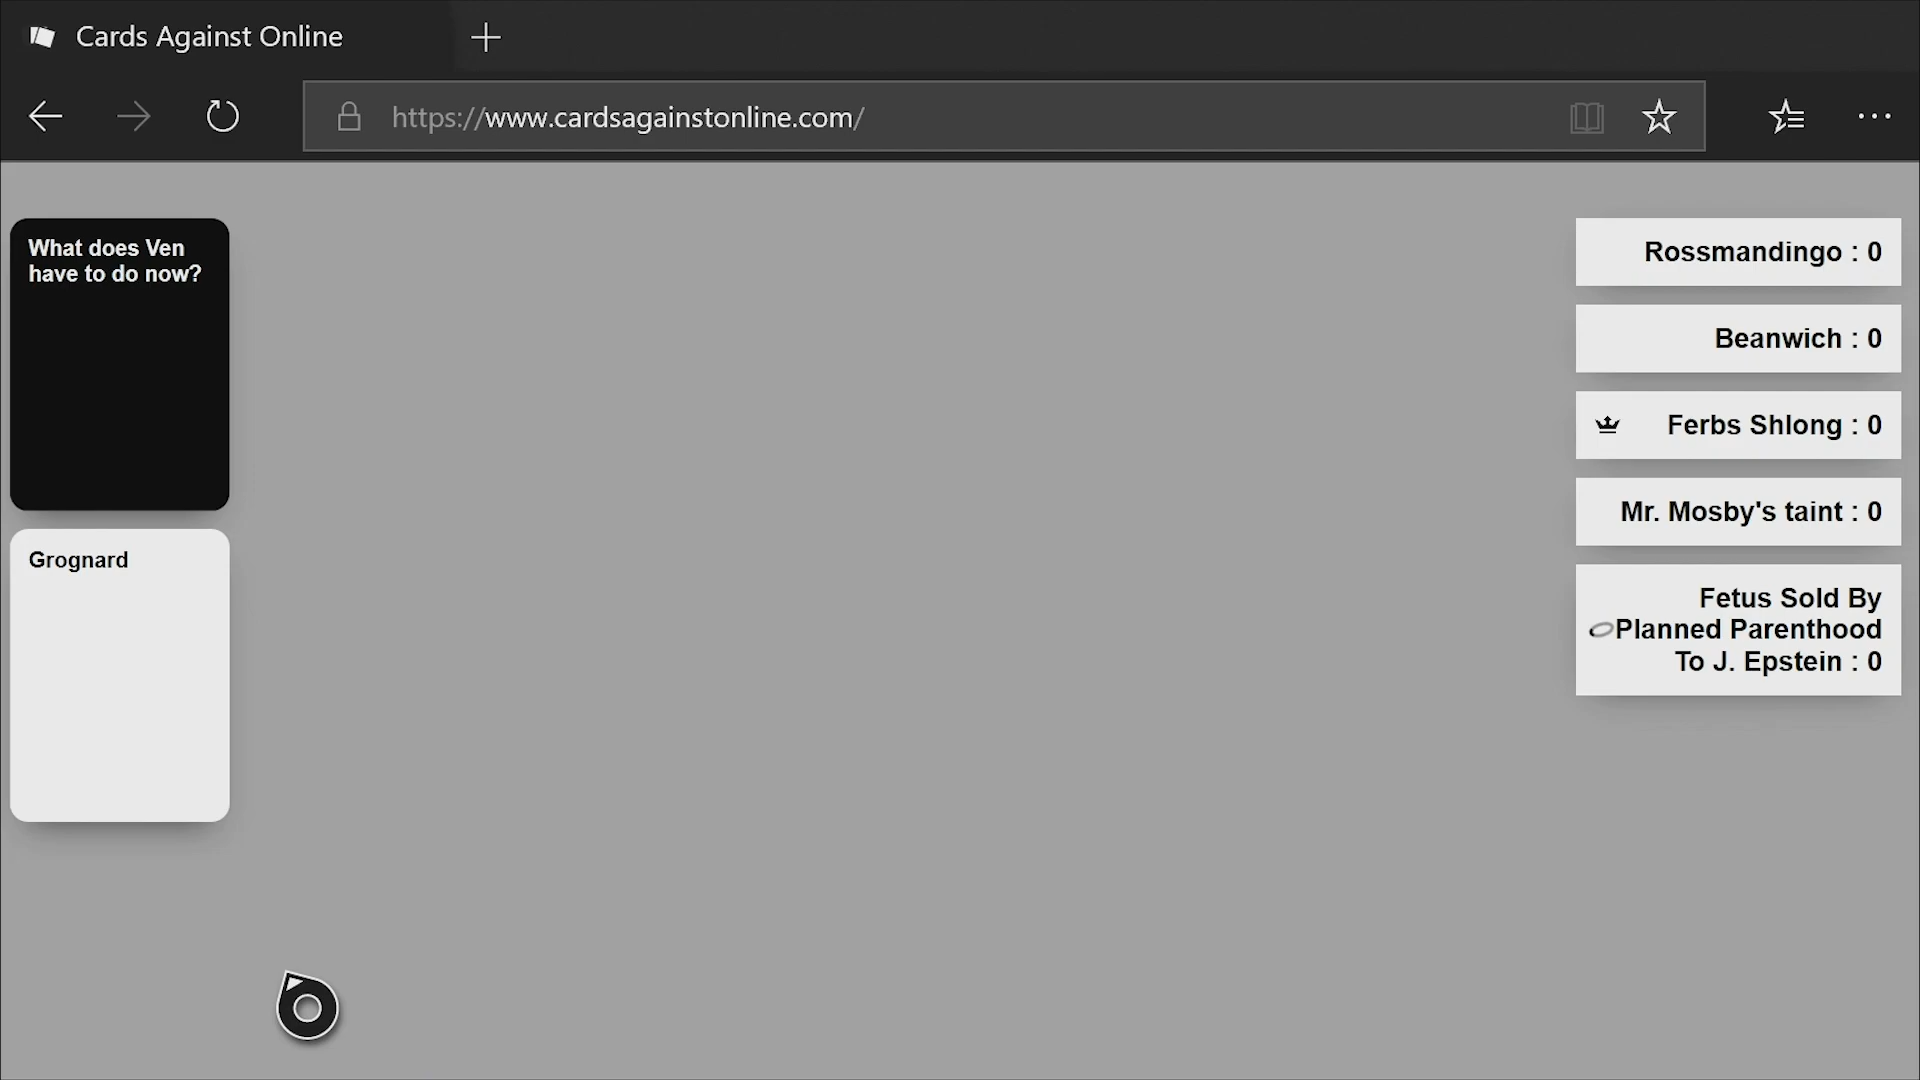 Cards Against Online
https://www.cardsagainstonline.com/
What does Ven
have to do now?
Grognard
Rossmandingo : 0
Beanwich : 0
Ferbs Shlong : 0
Mr. Mosby's taint : 0
Fetus Sold By
Planned Parenthood
To J. Epstein : 0